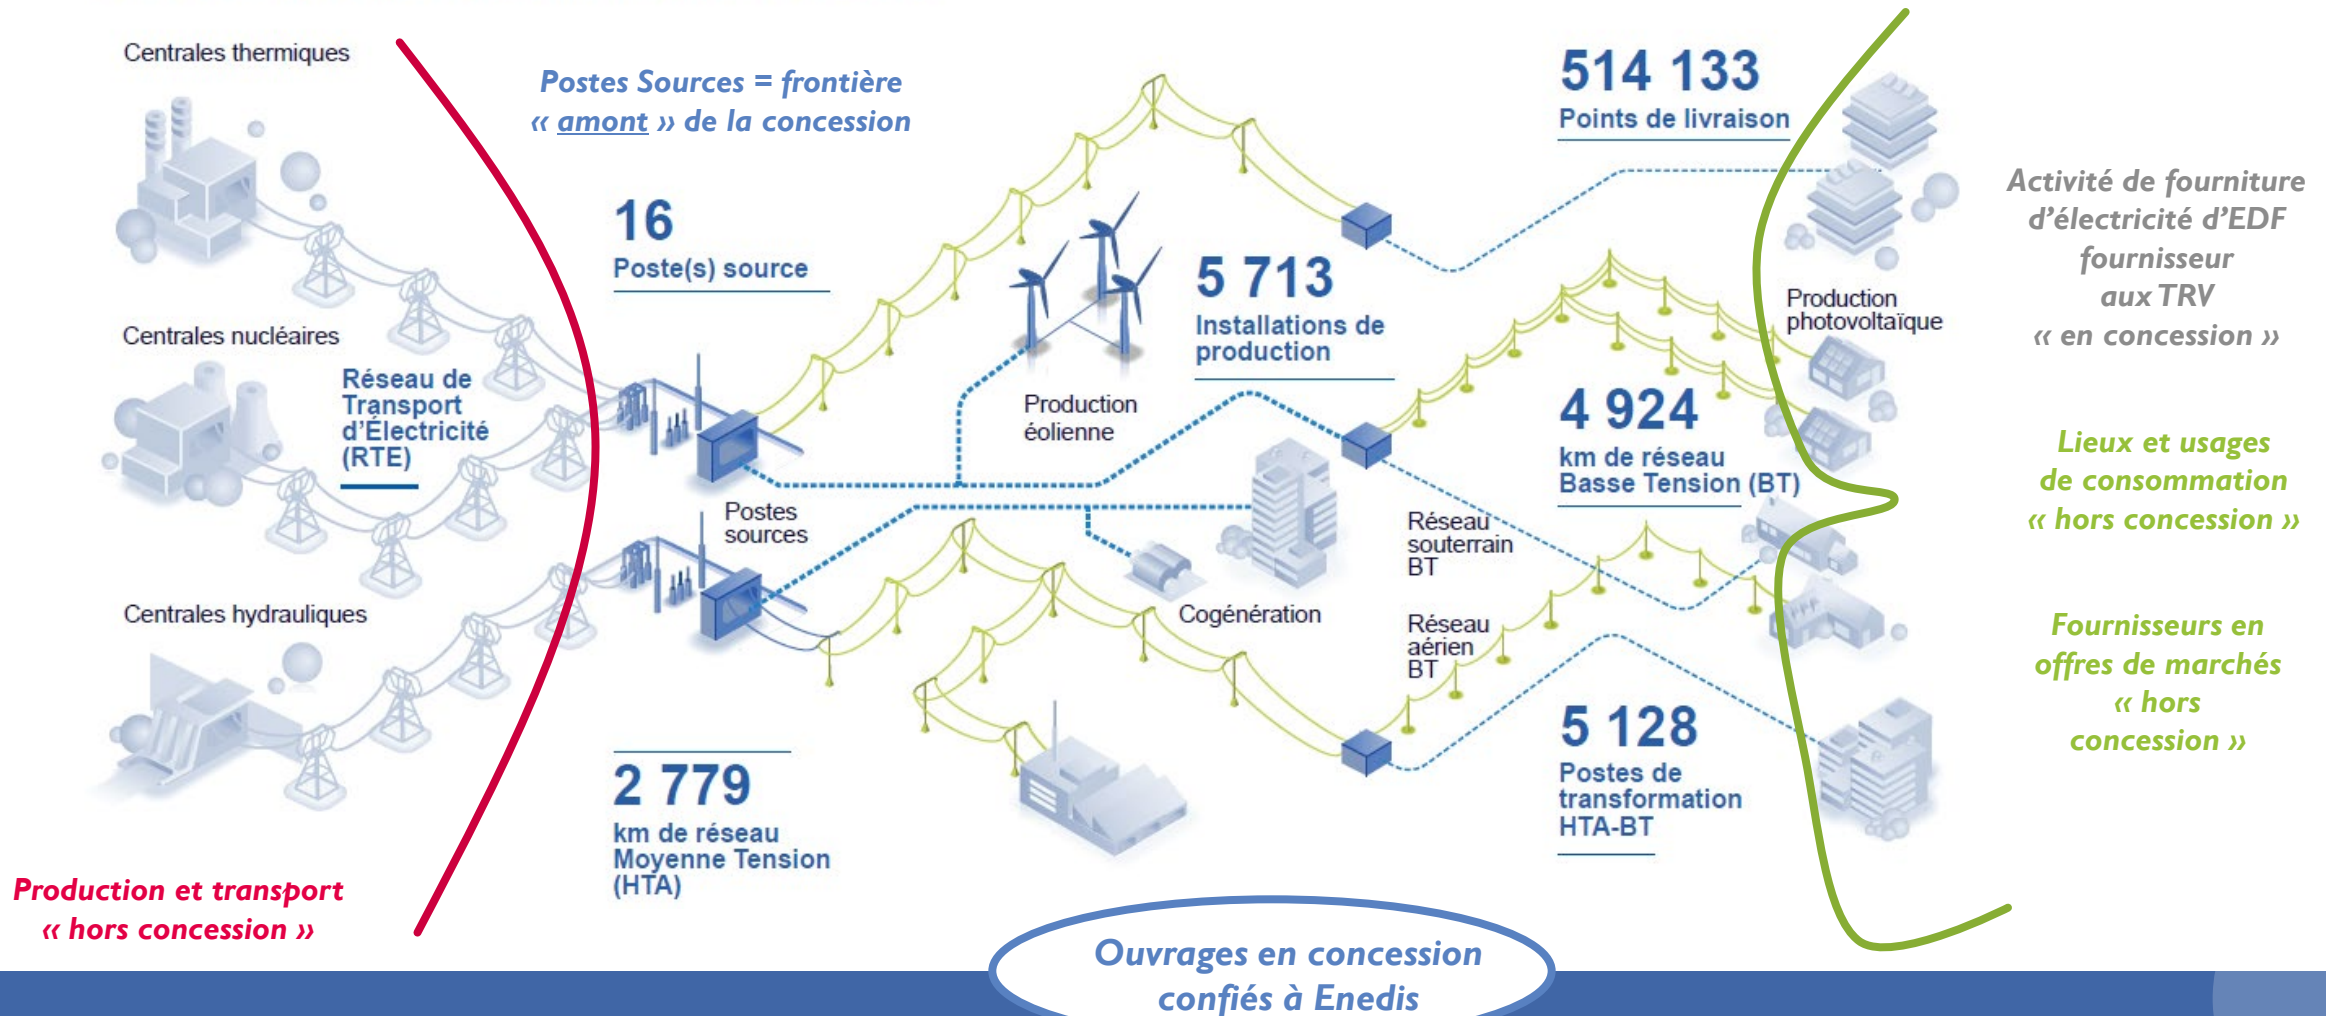 Centrales thermiques
Postes Sources = frontière
« amont » de la concession
514 133
Points de livraison
16
Poste(s) source
5 713
Installations de
production
Activité de fourniture
d’électricité d’EDF
fournisseur
aux TRV
« en concession »
Centrales nucléaires
Réseau de
Transport
d’Électricité
(RTE)
Production
éolienne
Production
photovoltaïque
4 924
km de réseau
Basse Tension (BT)
Lieux et usages
de consommation
« hors concession »
Postes
sources
Réseau
souterrain
BT
Centrales hydrauliques
Cogénération
Réseau
aérien
BT
Fournisseurs en
offres de marchés
« hors
concession »
2 779
km de réseau
Moyenne Tension
(HTA)
5 128
Postes de
transformation
HTA-BT
Production et transport
« hors concession »
Ouvrages en concession
confiés à Enedis